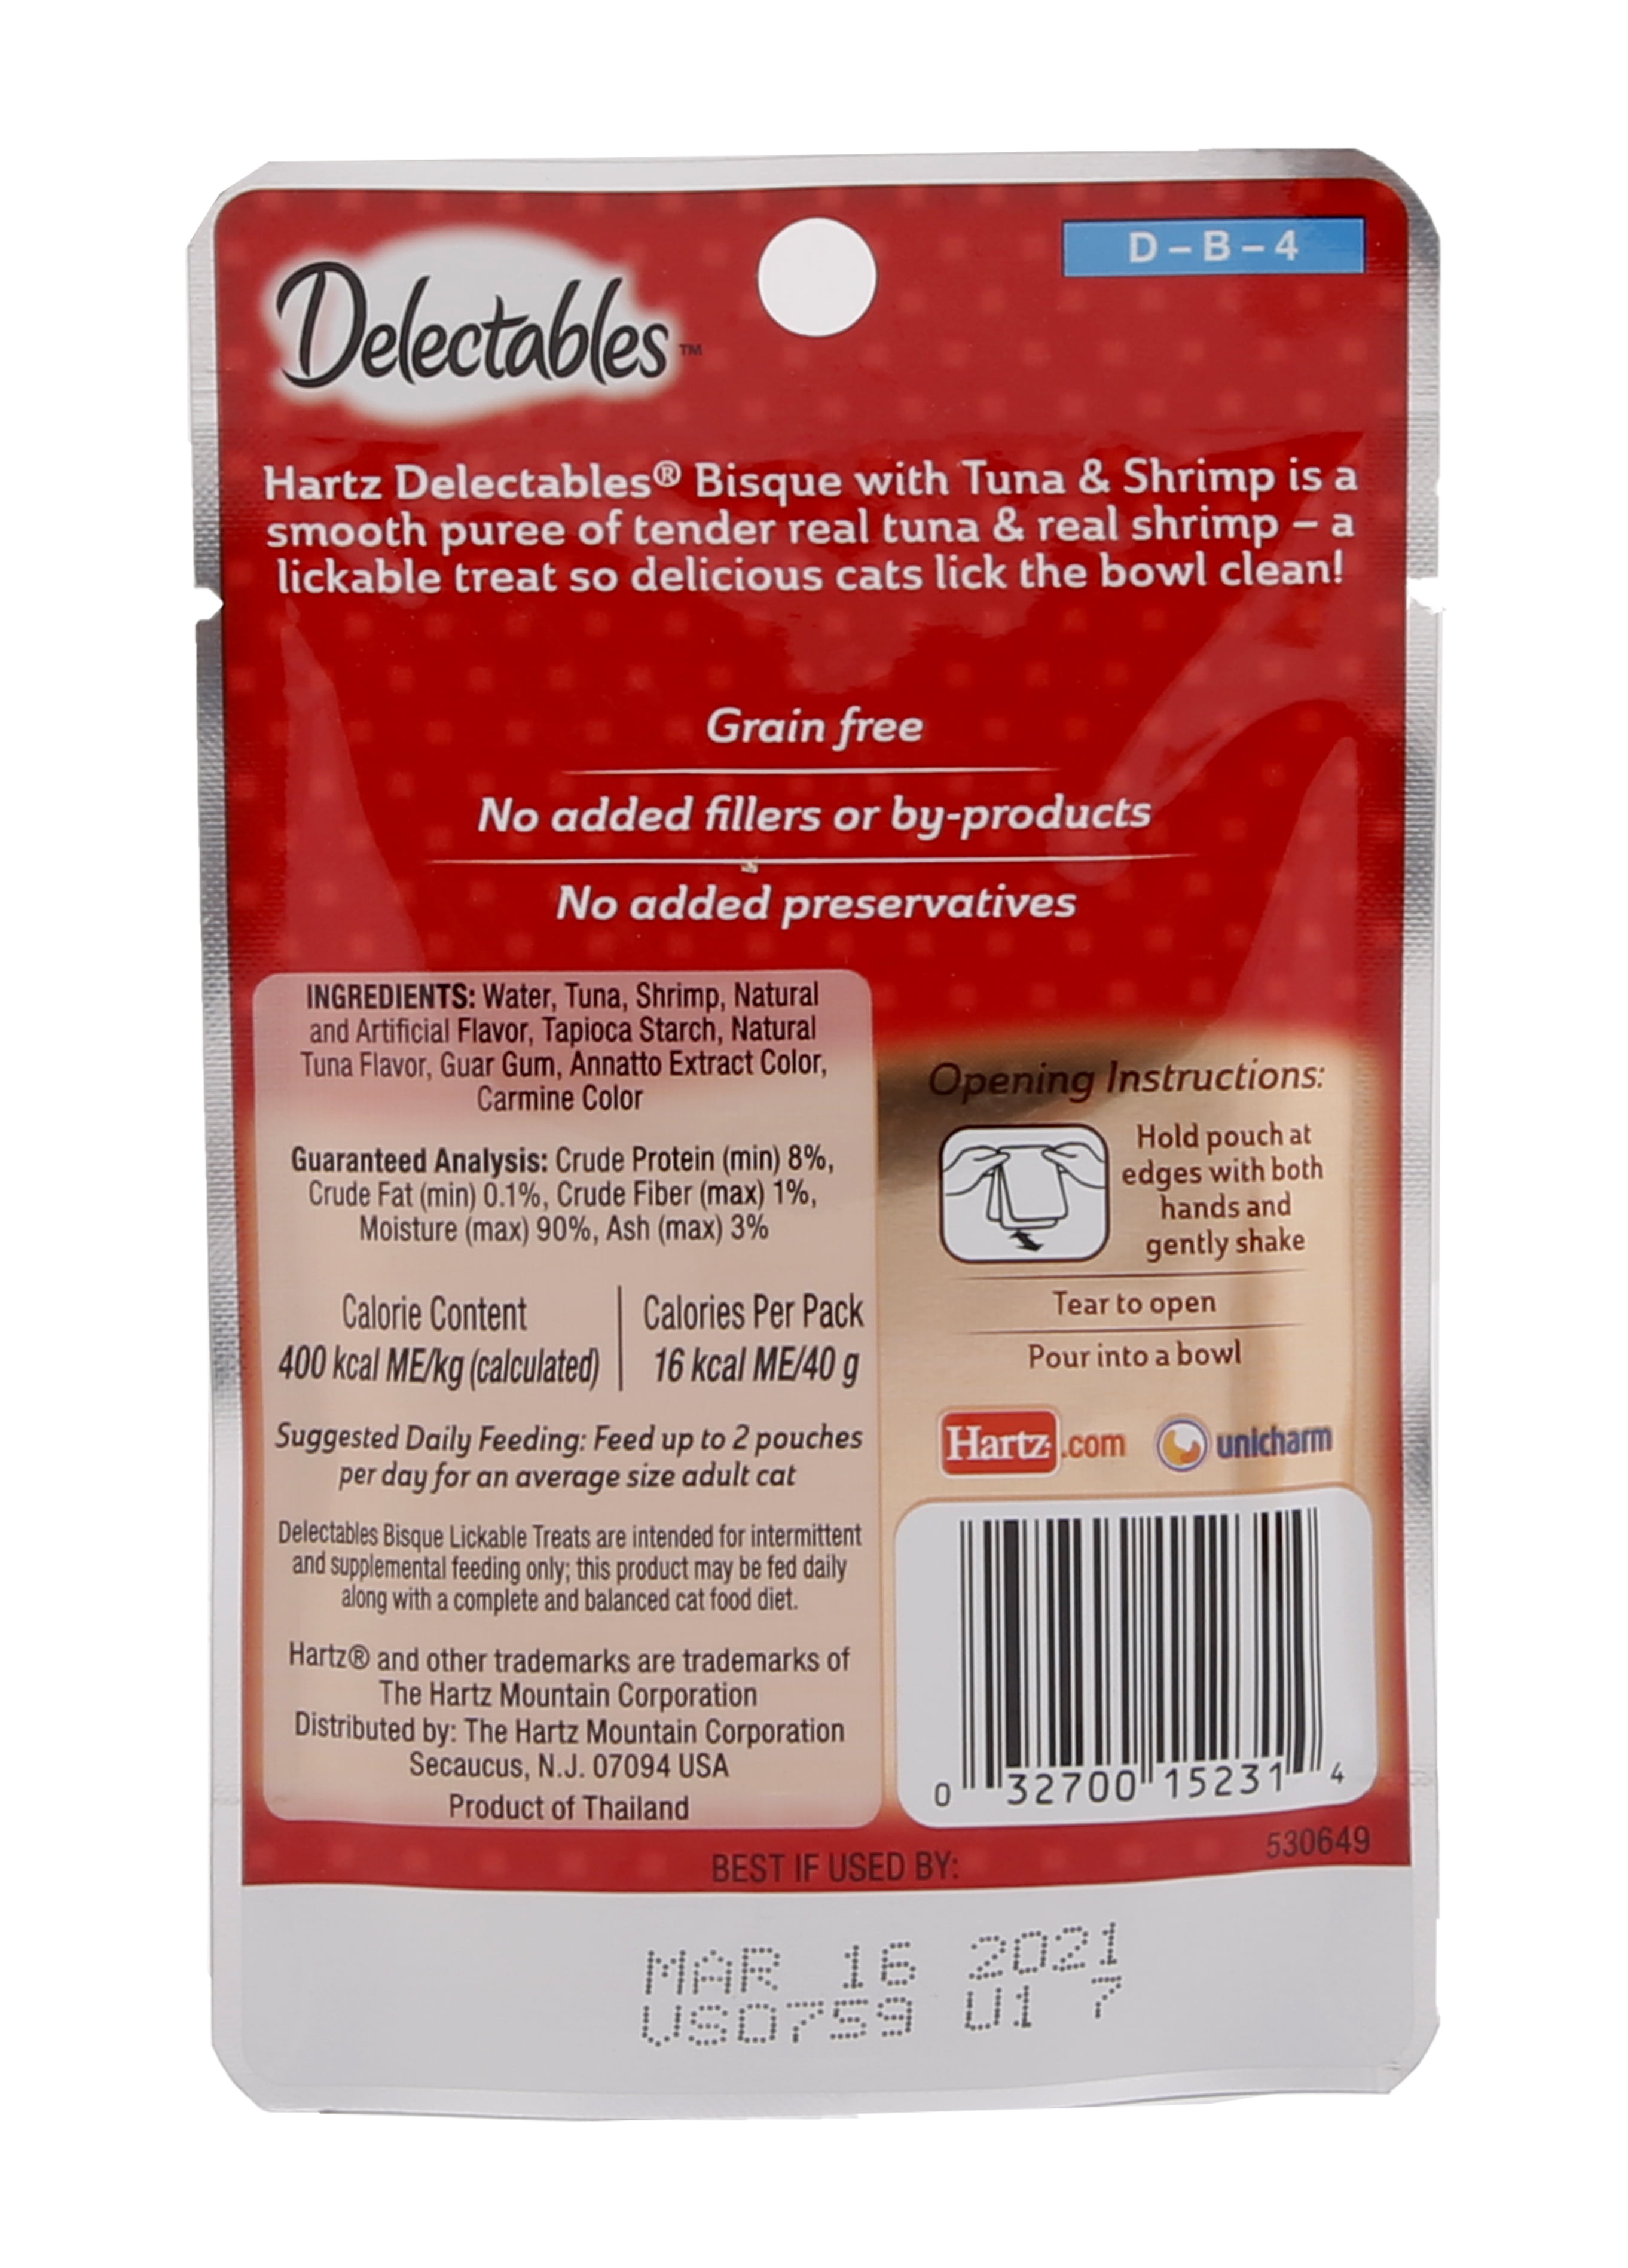 Delectables™
D-B-4
Hartz Delectables® Bisque with Tuna & Shrimp is a
smooth puree of tender real tuna & real shrimp – a
lickable treat so delicious cats lick the bowl clean!
Grain free
No added fillers or by-products
No added preservatives
INGREDIENTS: Water, Tuna, Shrimp, Natural
and Artificial Flavor, Tapioca Starch, Natural
Tuna Flavor, Guar Gum, Annatto Extract Color,
Carmine Color
Guaranteed Analysis: Crude Protein (min) 8%,
Crude Fat (min) 0.1%, Crude Fiber (max) 1%,
Moisture (max) 90%, Ash (max) 3%
Calorie Content
400 kcal ME/kg (calculated)
Calories Per Pack
16 kcal ME/40 g
Suggested Daily Feeding: Feed up to 2 pouches
per day for an average size adult cat
Delectables Bisque Lickable Treats are intended for intermittent
and supplemental feeding only; this product may be fed daily
along with a complete and balanced cat food diet.
Hartz® and other trademarks are trademarks of
The Hartz Mountain Corporation
Distributed by: The Hartz Mountain Corporation
Secaucus, N.J. 07094 USA
Product of Thailand
Opening Instructions:
Hold pouch at
edges with both
hands and
gently shake
Tear to open
Pour into a bowl
Hartz.com
unicharm
0 32700 15231 4
530649
BEST IF USED BY:
MAR 16 2021
US0759 U1 7